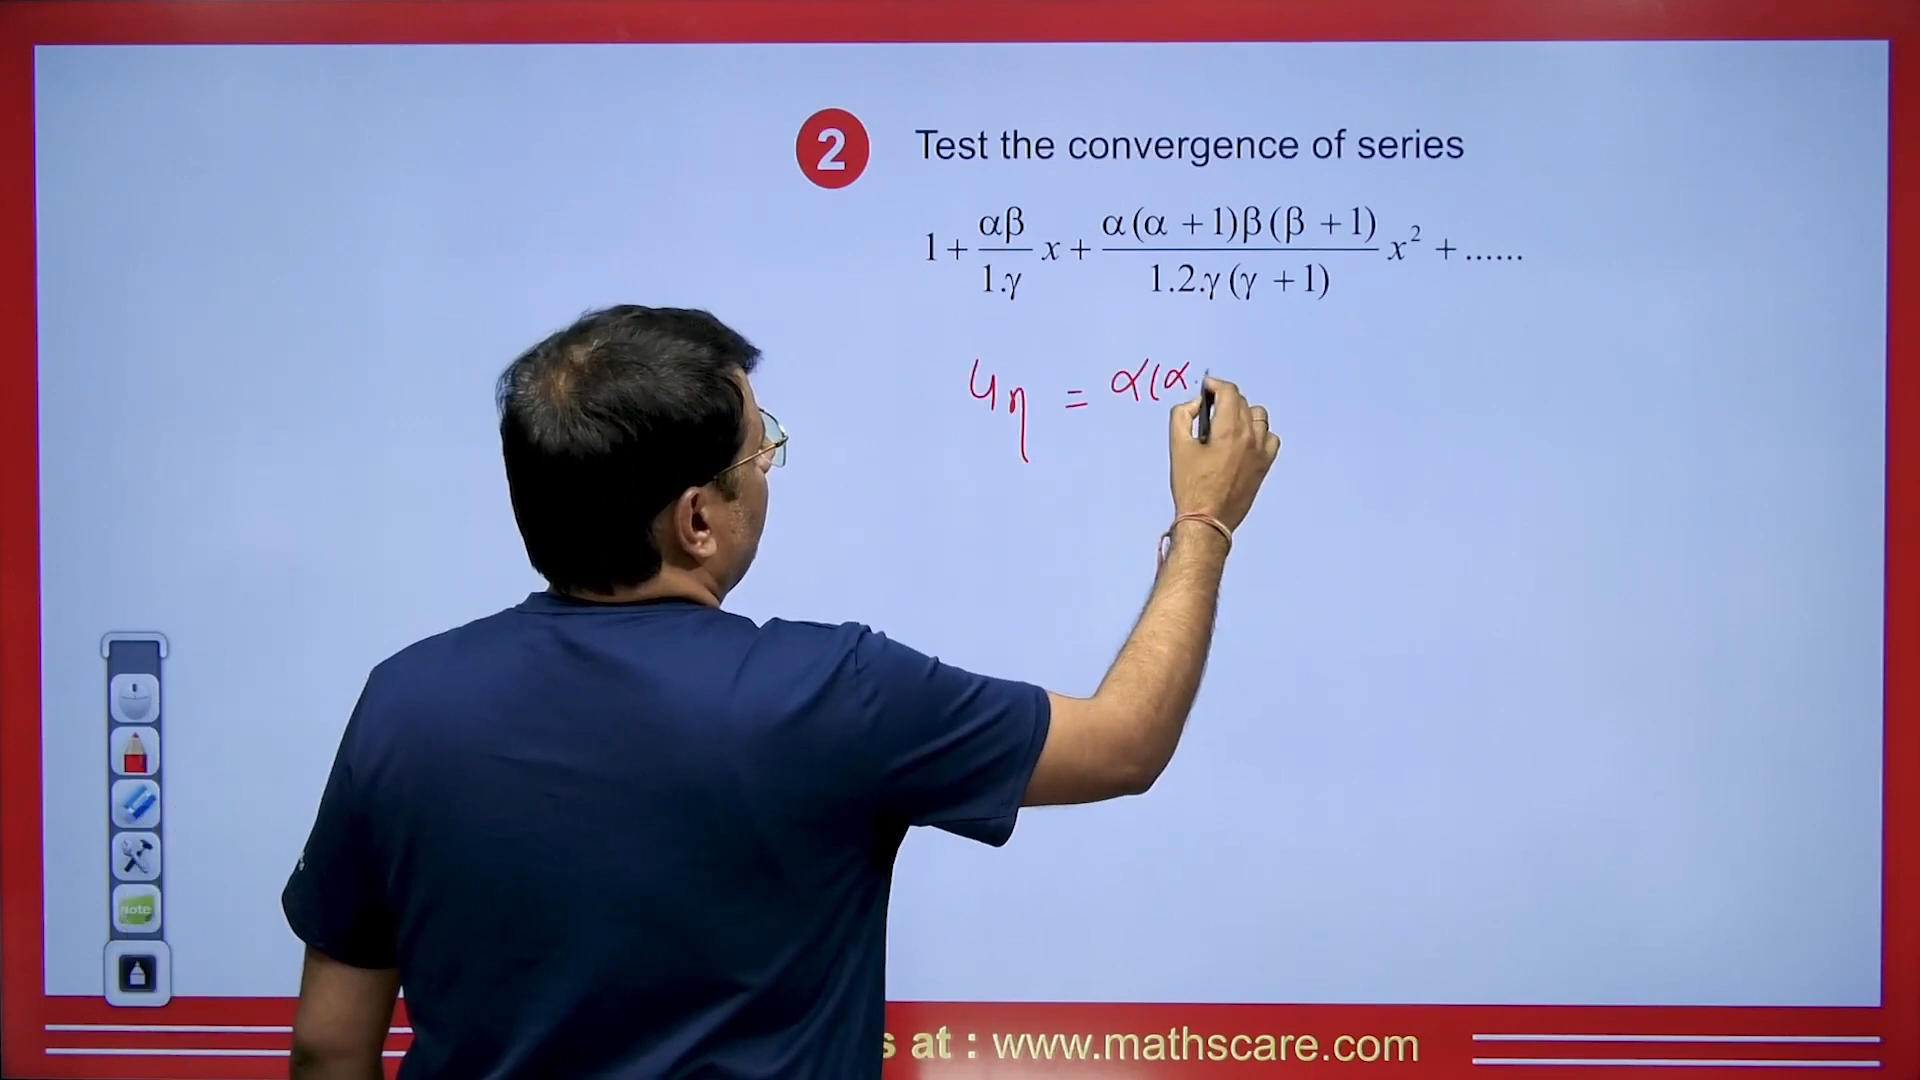 2 Test the convergence of series
1 + αβ/1.γ x + α(α +1)β(β +1)/1.2.γ(γ +1) x² + ......
uₙ = α(α
s at : www.mathscare.com
Note